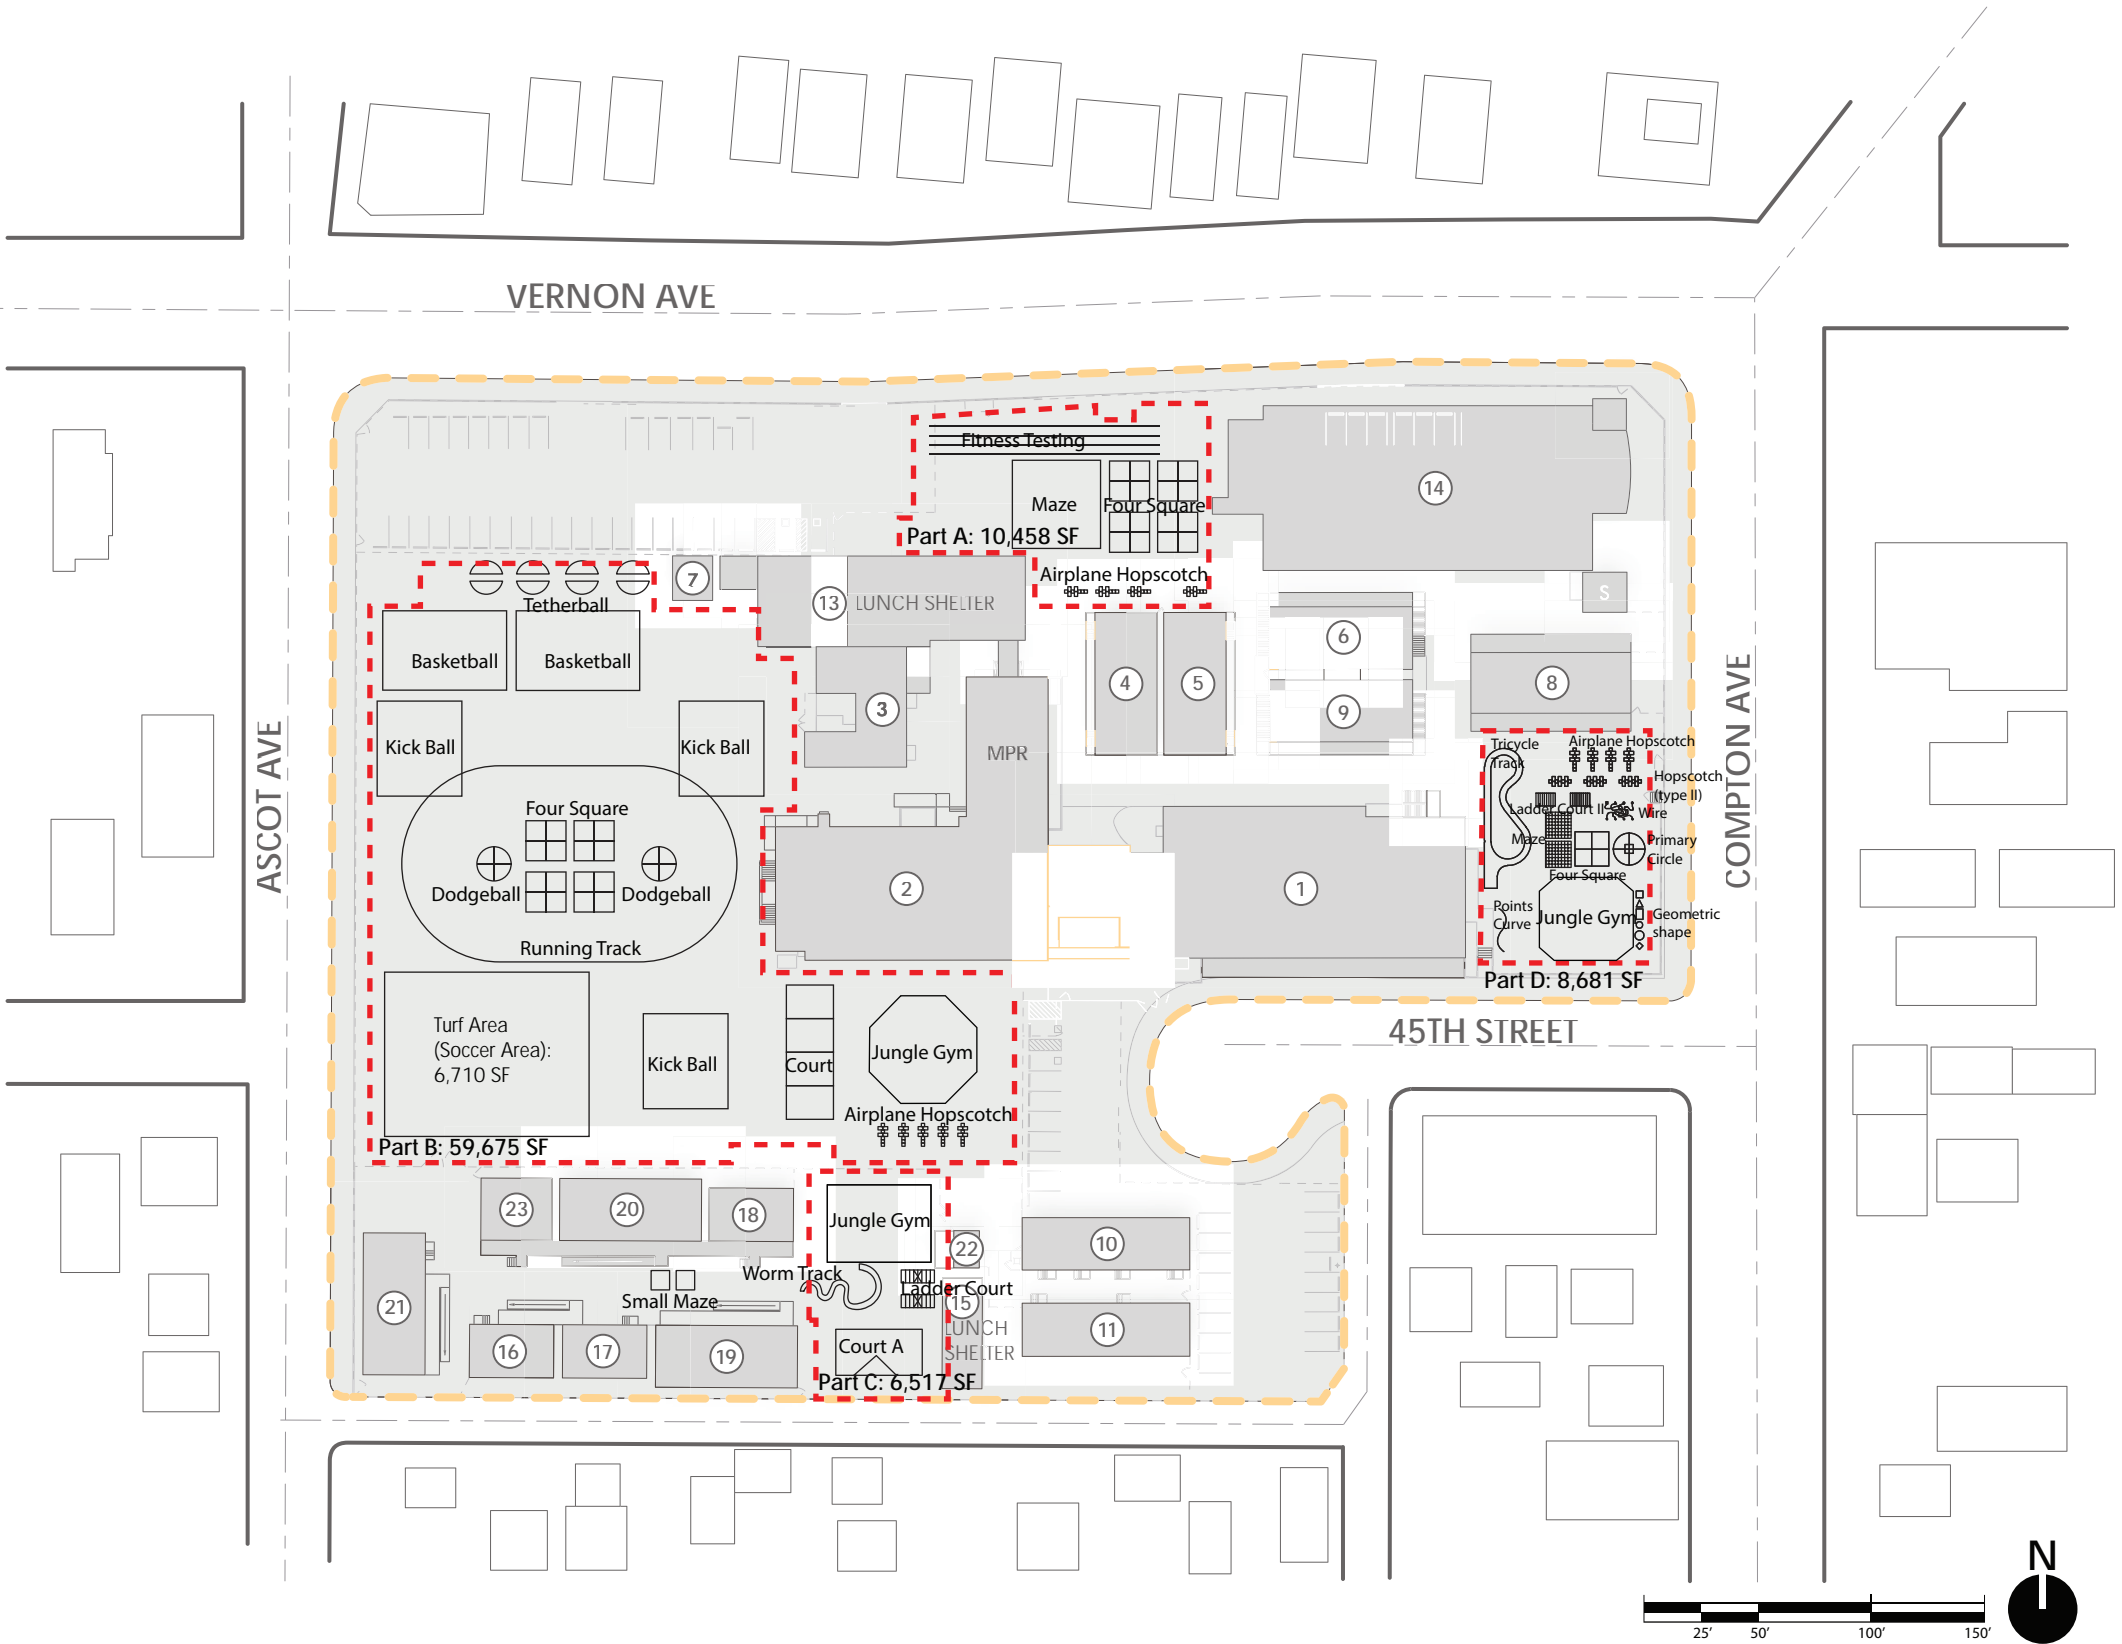 VERNON AVE
Fitness Testing
14
Maze
Four Square
Part A: 10,458 SF
Airplane Hopscotch
7
13
LUNCH SHELTER
Tetherball
S
6
Basketball
Basketball
4
5
8
3
9
Kick Ball
Kick Ball
MPR
Tricycle
Track
Airplane Hopscotch
Hopscotch
(type II)
Ladder Court II
Wire
Maze
Primary
Circle
Four Square
Points
Curve
Jungle Gym
Geometric
shape
Part D: 8,681 SF
ASCOT AVE
COMPTON AVE
Four Square
Dodgeball
Dodgeball
Running Track
2
1
45TH STREET
Turf Area
(Soccer Area):
6,710 SF
Kick Ball
Court
Jungle Gym
Airplane Hopscotch
Part B: 59,675 SF
23
20
18
Jungle Gym
22
10
Worm Track
Ladder Court
Small Maze
21
15
LUNCH
SHELTER
11
16
17
19
Court A
Part C: 6,517 SF
N
25’
50’
100’
150’